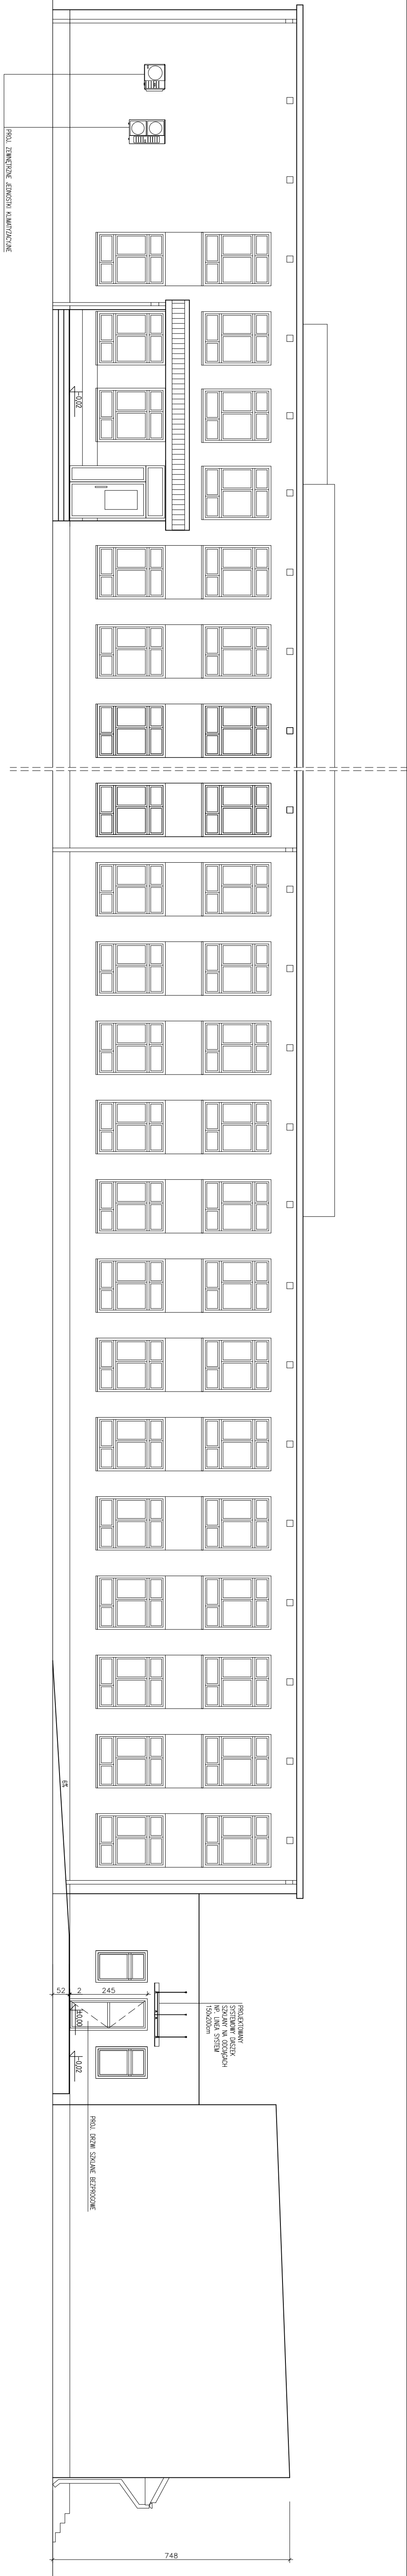 PROJ. ZEWNĘTRZNE JEDNOSTKI KLIMATYZACYJNE
-0,02
6%
PROJEKTOWANY
SYSTEMOWY DASZEK
SZKLANY NA ODCIĄGACH
NP. LINEA SYSTEM
150x200cm
52
2
245
±0,00
-0,02
PROJ. DRZWI SZKLANE BEZPROGOWE
748